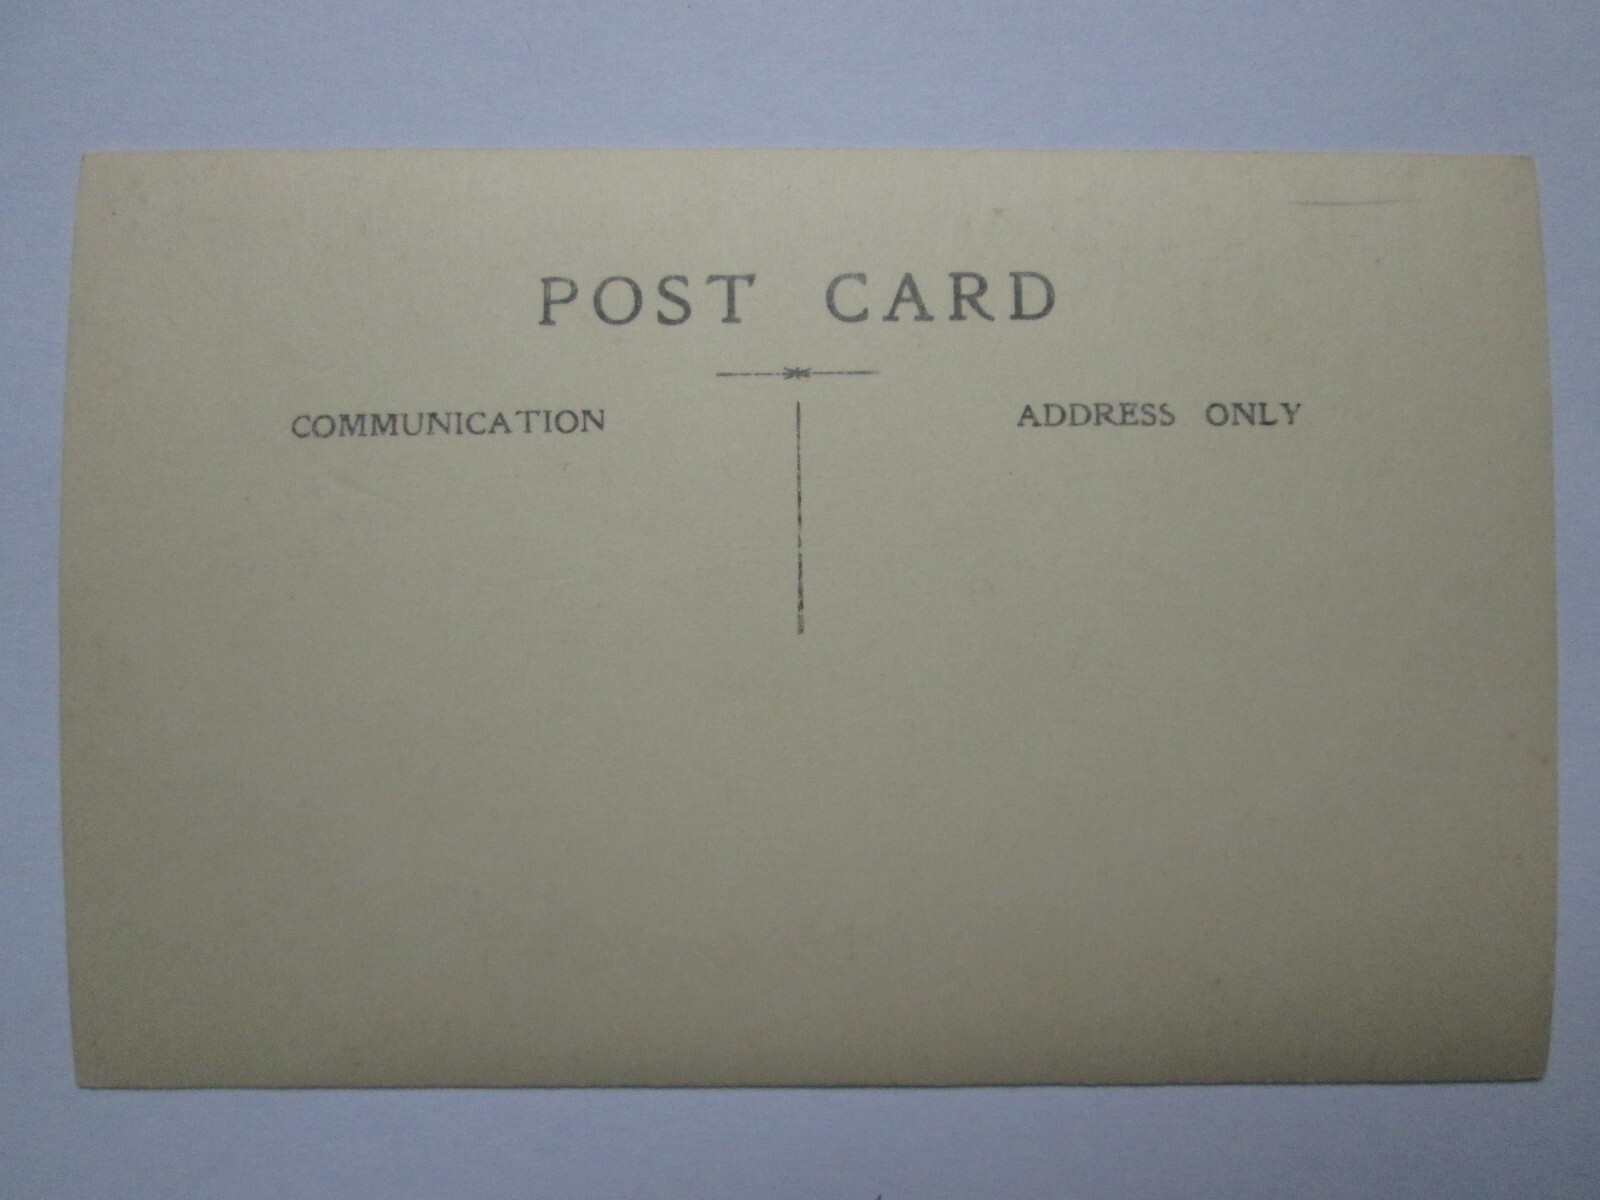 POST CARD
COMMUNICATION
ADDRESS ONLY